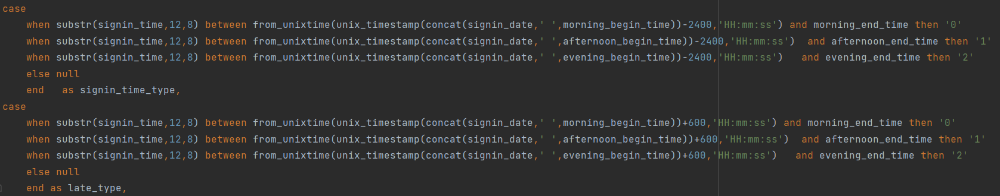 case
    when substr(signin_time,12,8) between from_unixtime(unix_timestamp(concat(signin_date,' ',morning_begin_time))-2400,'HH:mm:ss') and morning_end_time then '0'
    when substr(signin_time,12,8) between from_unixtime(unix_timestamp(concat(signin_date,' ',afternoon_begin_time))-2400,'HH:mm:ss')  and afternoon_end_time then '1'
    when substr(signin_time,12,8) between from_unixtime(unix_timestamp(concat(signin_date,' ',evening_begin_time))-2400,'HH:mm:ss')   and evening_end_time then '2'
    else null
    end   as signin_time_type,
case
    when substr(signin_time,12,8) between from_unixtime(unix_timestamp(concat(signin_date,' ',morning_begin_time))+600,'HH:mm:ss') and morning_end_time then '0'
    when substr(signin_time,12,8) between from_unixtime(unix_timestamp(concat(signin_date,' ',afternoon_begin_time))+600,'HH:mm:ss')  and afternoon_end_time then '1'
    when substr(signin_time,12,8) between from_unixtime(unix_timestamp(concat(signin_date,' ',evening_begin_time))+600,'HH:mm:ss')   and evening_end_time then '2'
    else null
    end as late_type,